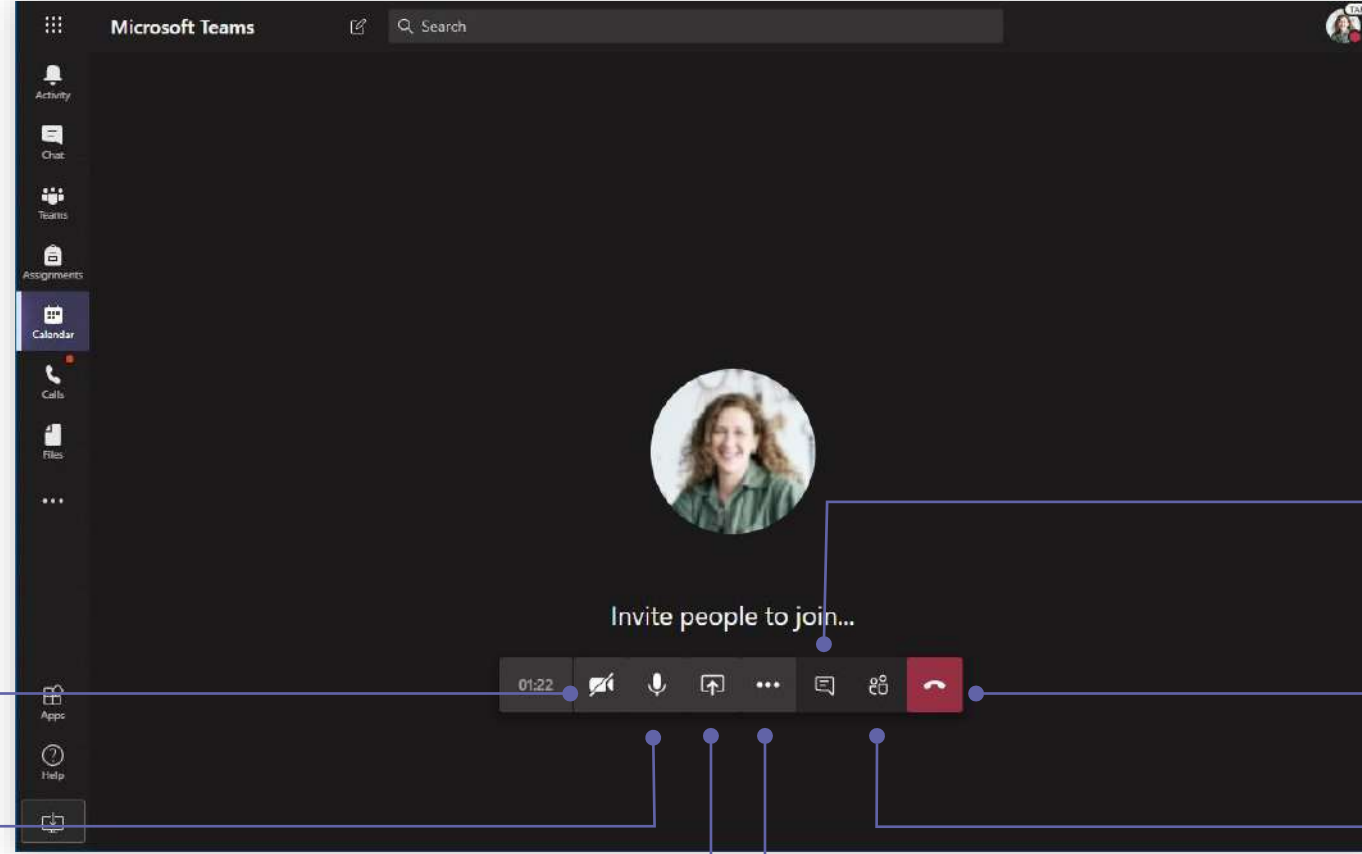 Microsoft Teams
Search
Activity
Chat
Teams
Assignments
Calendar
Calls
Files
Invite people to join...
01:22
Apps
Help